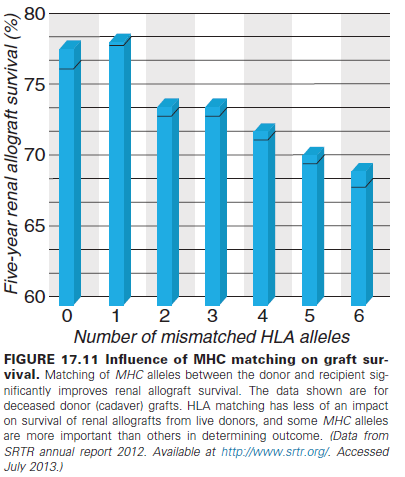 80
75
70
65
60
Five-year renal allograft survival (%)
0 1 2 3 4 5 6
Number of mismatched HLA alleles
FIGURE 17.11 Influence of MHC matching on graft sur-
vival. Matching of MHC alleles between the donor and recipient sig-
nificantly improves renal allograft survival. The data shown are for
deceased donor (cadaver) grafts. HLA matching has less of an impact
on survival of renal allografts from live donors, and some MHC alleles
are more important than others in determining outcome. (Data from
SRTR annual report 2012. Available at http://www.srtr.org/. Accessed
July 2013.)